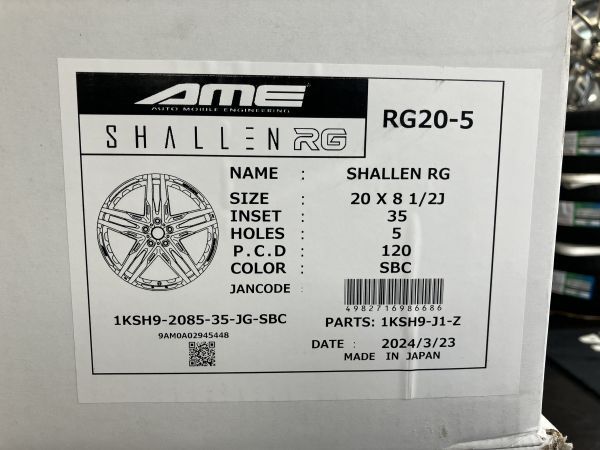 AME
AUTO MOBILE ENGINEERING
SHALLEN RG
RG20-5
NAME : SHALLEN RG
SIZE : 20 X 8 1/2J
INSET : 35
HOLES : 5
P.C.D : 120
COLOR : SBC
JANCODE :
4982716986686
1KSH9-2085-35-JG-SBC
PARTS: 1KSH9-J1-Z
9AM0A02945448
DATE : 2024/3/23
MADE IN JAPAN